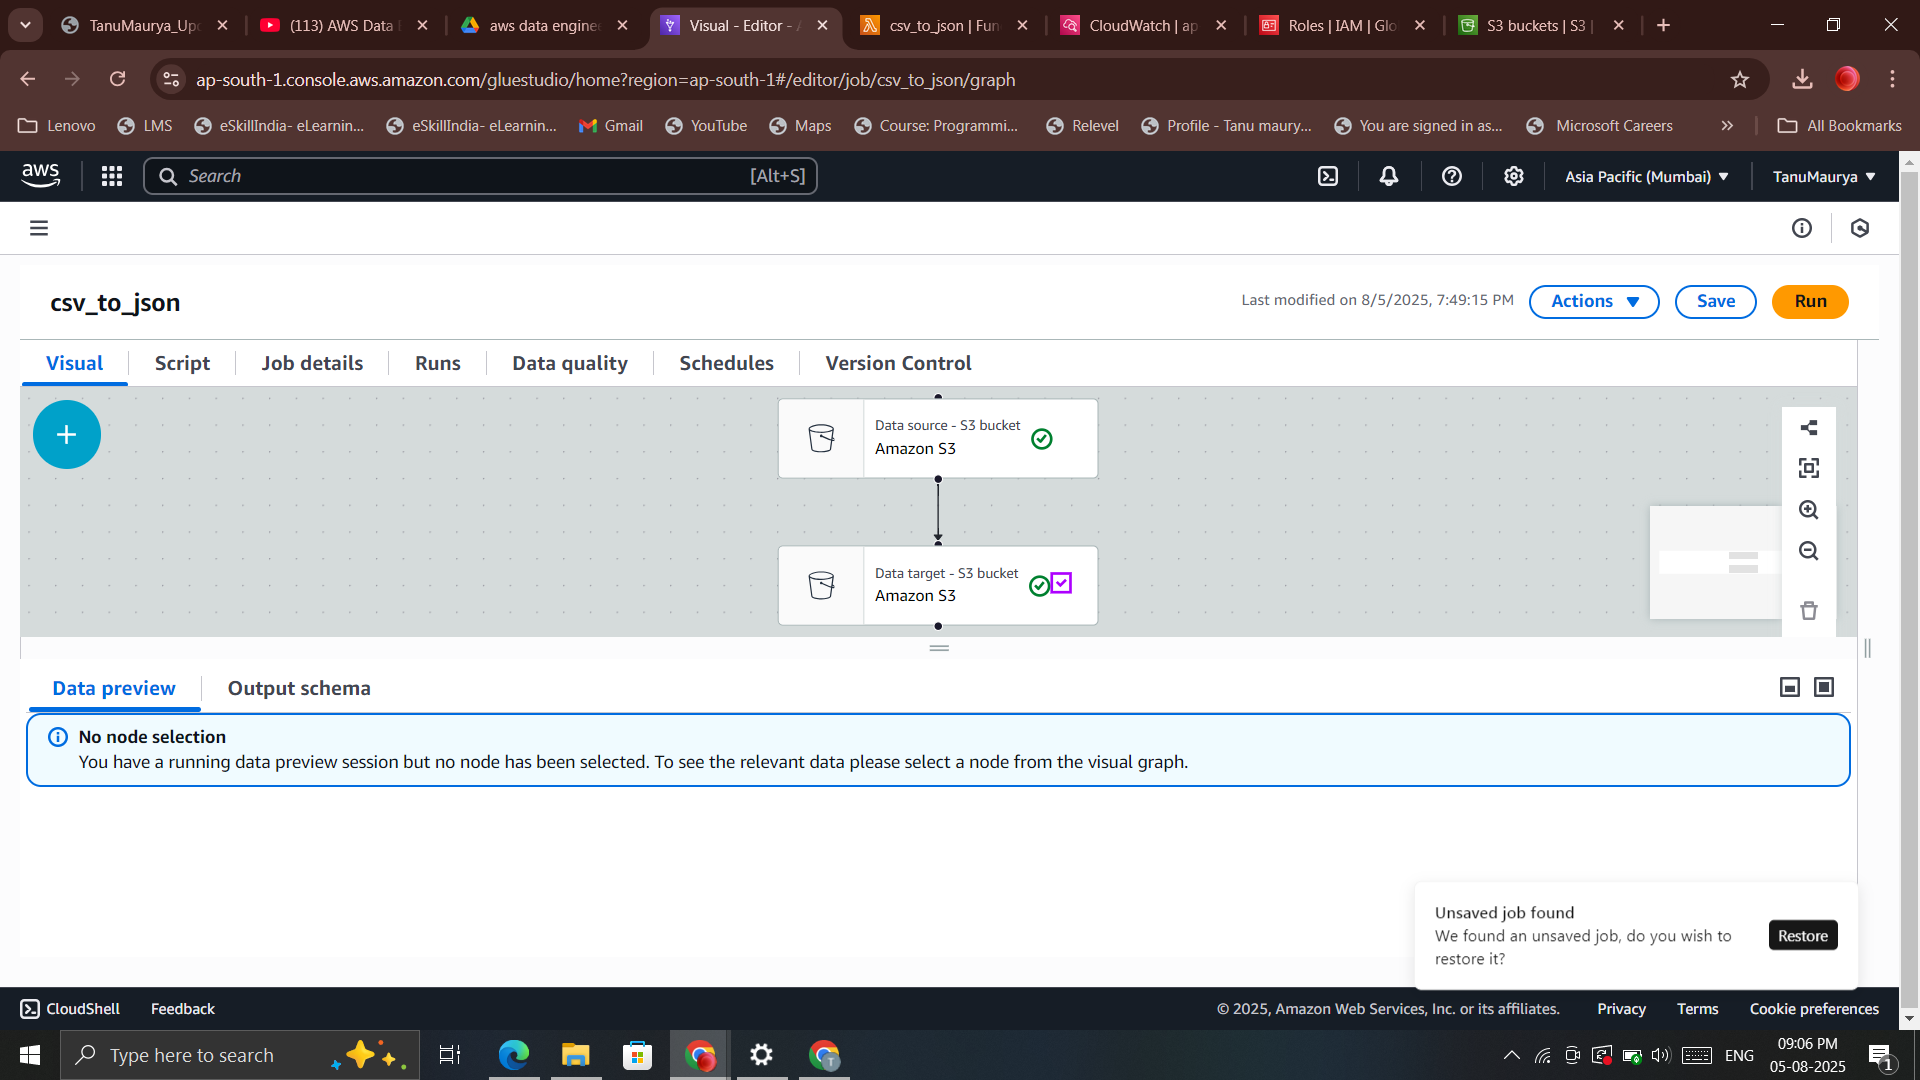 TanuMaurya_Upd
(113) AWS Data E
aws data enginee
Visual - Editor - A
csv_to_json | Fun
CloudWatch | ap
Roles | IAM | Glo
S3 buckets | S3 |
ap-south-1.console.aws.amazon.com/gluestudio/home?region=ap-south-1#/editor/job/csv_to_json/graph
Lenovo
LMS
eSkillIndia- eLearnin...
eSkillIndia- eLearnin...
Gmail
YouTube
Maps
Course: Programmi...
Relevel
Profile - Tanu maury...
You are signed in as...
Microsoft Careers
All Bookmarks
aws
Search
[Alt+S]
Asia Pacific (Mumbai)
TanuMaurya
csv_to_json
Last modified on 8/5/2025, 7:49:15 PM
Actions
Save
Run
Visual
Script
Job details
Runs
Data quality
Schedules
Version Control
Data source - S3 bucket
Amazon S3
Data target - S3 bucket
Amazon S3
Data preview
Output schema
No node selection
You have a running data preview session but no node has been selected. To see the relevant data please select a node from the visual graph.
Unsaved job found
We found an unsaved job, do you wish to
restore it?
Restore
CloudShell
Feedback
© 2025, Amazon Web Services, Inc. or its affiliates.
Privacy
Terms
Cookie preferences
Type here to search
T
ENG
09:06 PM
05-08-2025
1